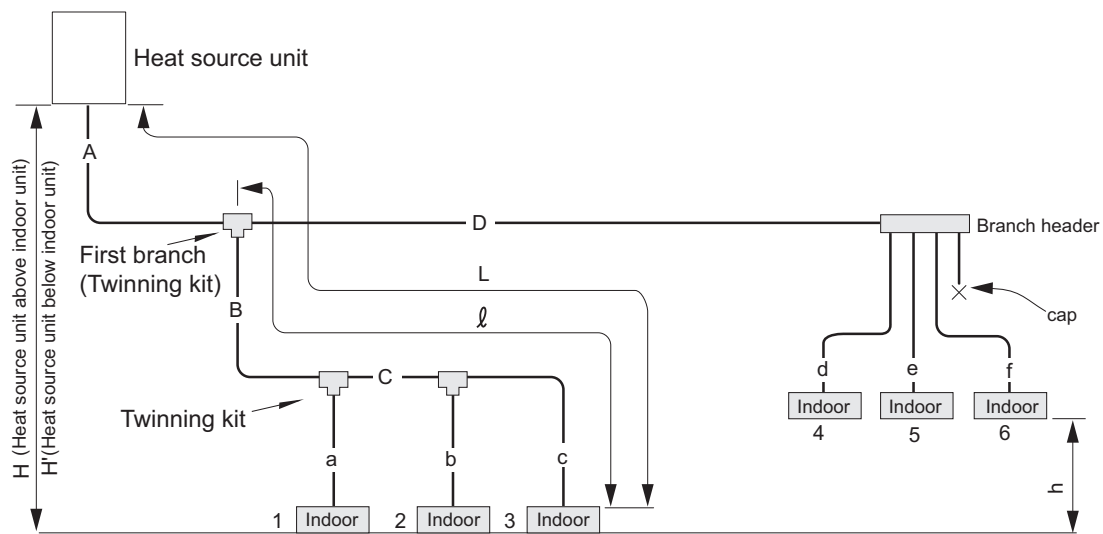 Heat source unit
A
H (Heat source unit above indoor unit)
H'(Heat source unit below indoor unit)
D
Branch header
First branch
(Twinning kit)
L
B
ℓ
cap
C
d
e
f
Twinning kit
Indoor
Indoor
Indoor
4
5
6
a
b
c
h
1
Indoor
2
Indoor
3
Indoor